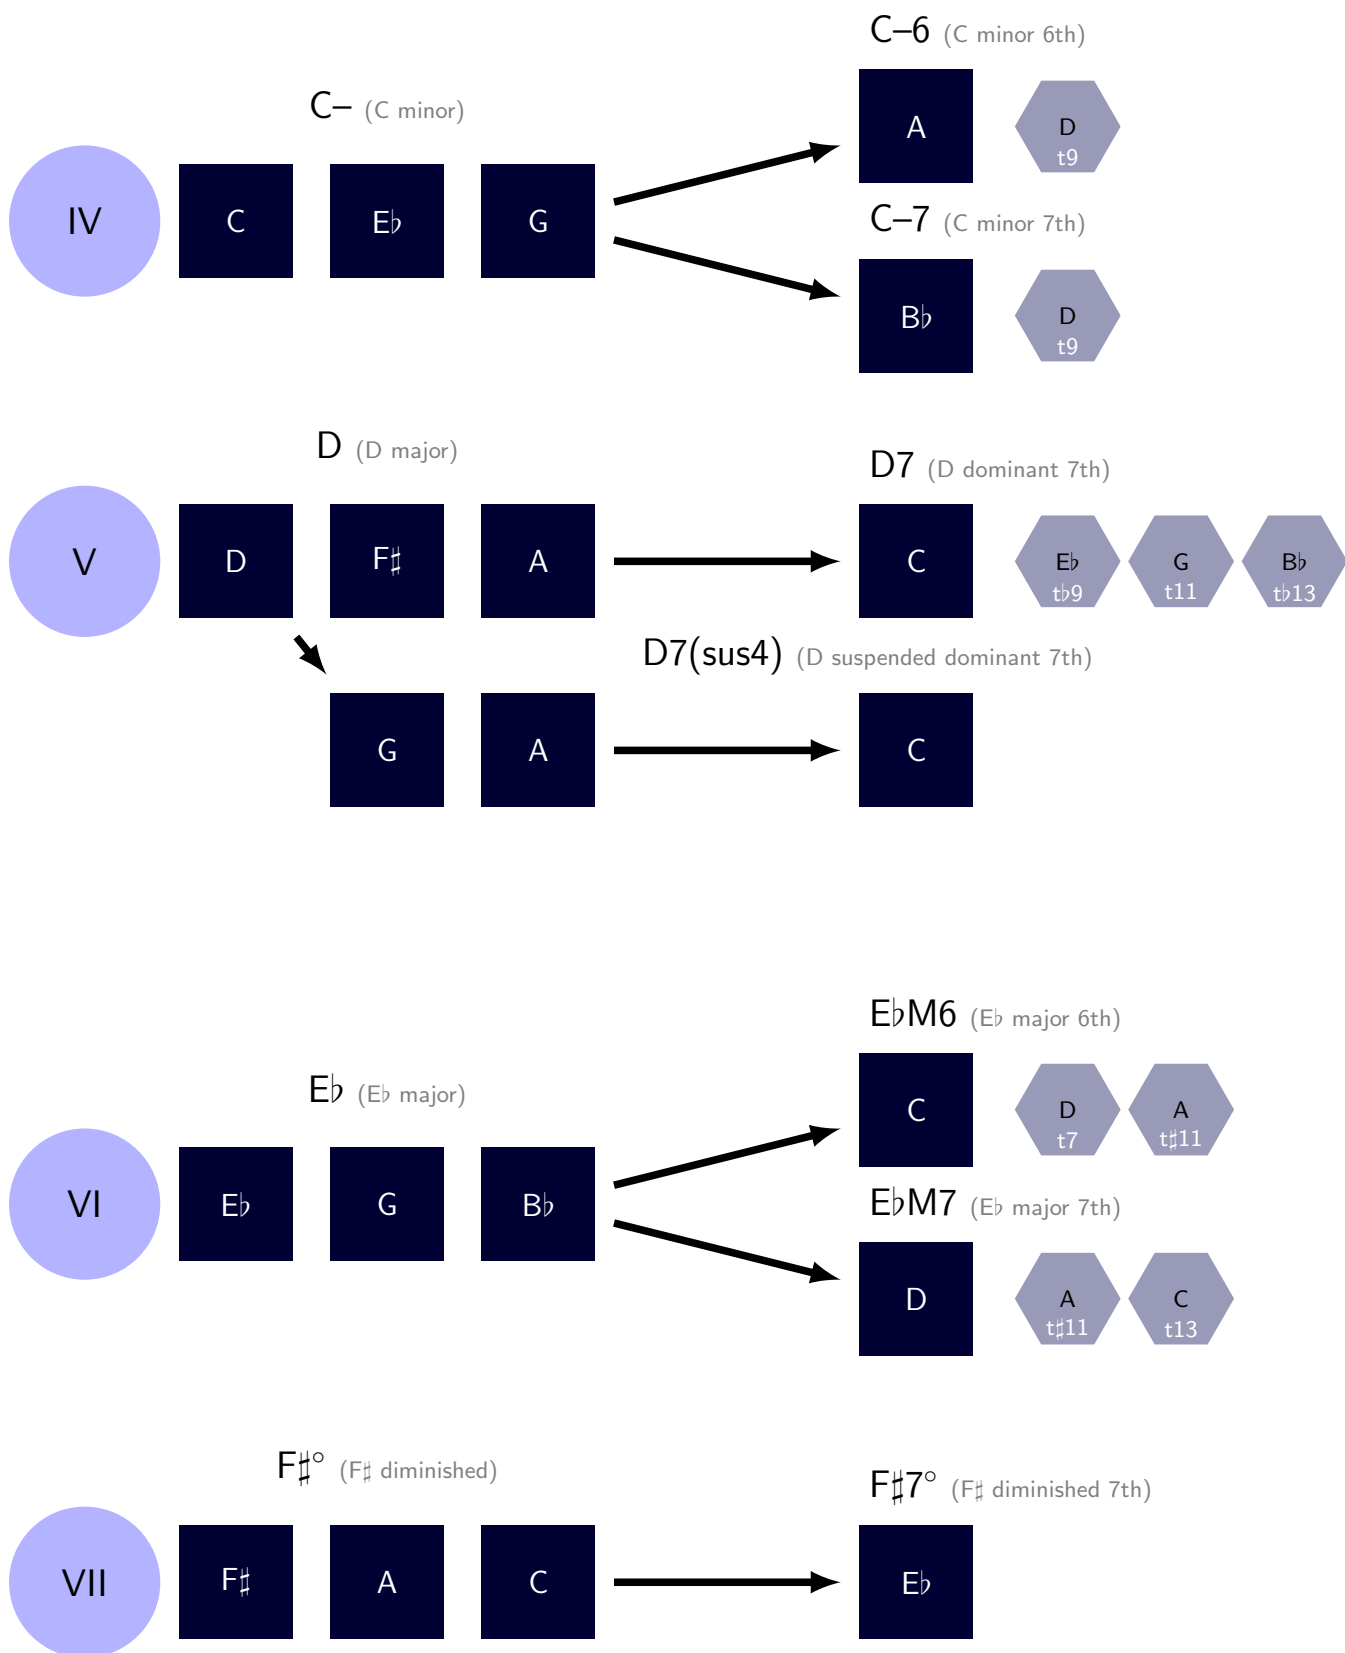 C–6 (C minor 6th)
A
D
t9
C– (C minor)
IV
C E♭ G
C–7 (C minor 7th)
B♭
D
t9
D (D major)
D7 (D dominant 7th)
V
D F♯ A C
E♭ G B♭
t♭9 t11 t♭13
D7(sus4) (D suspended dominant 7th)
G A C
E♭M6 (E♭ major 6th)
C
D A
t7 t♯11
E♭ (E♭ major)
VI
E♭ G B♭
E♭M7 (E♭ major 7th)
D
A C
t♯11 t13
F♯° (F♯ diminished)
F♯7° (F♯ diminished 7th)
VII
F♯ A C E♭